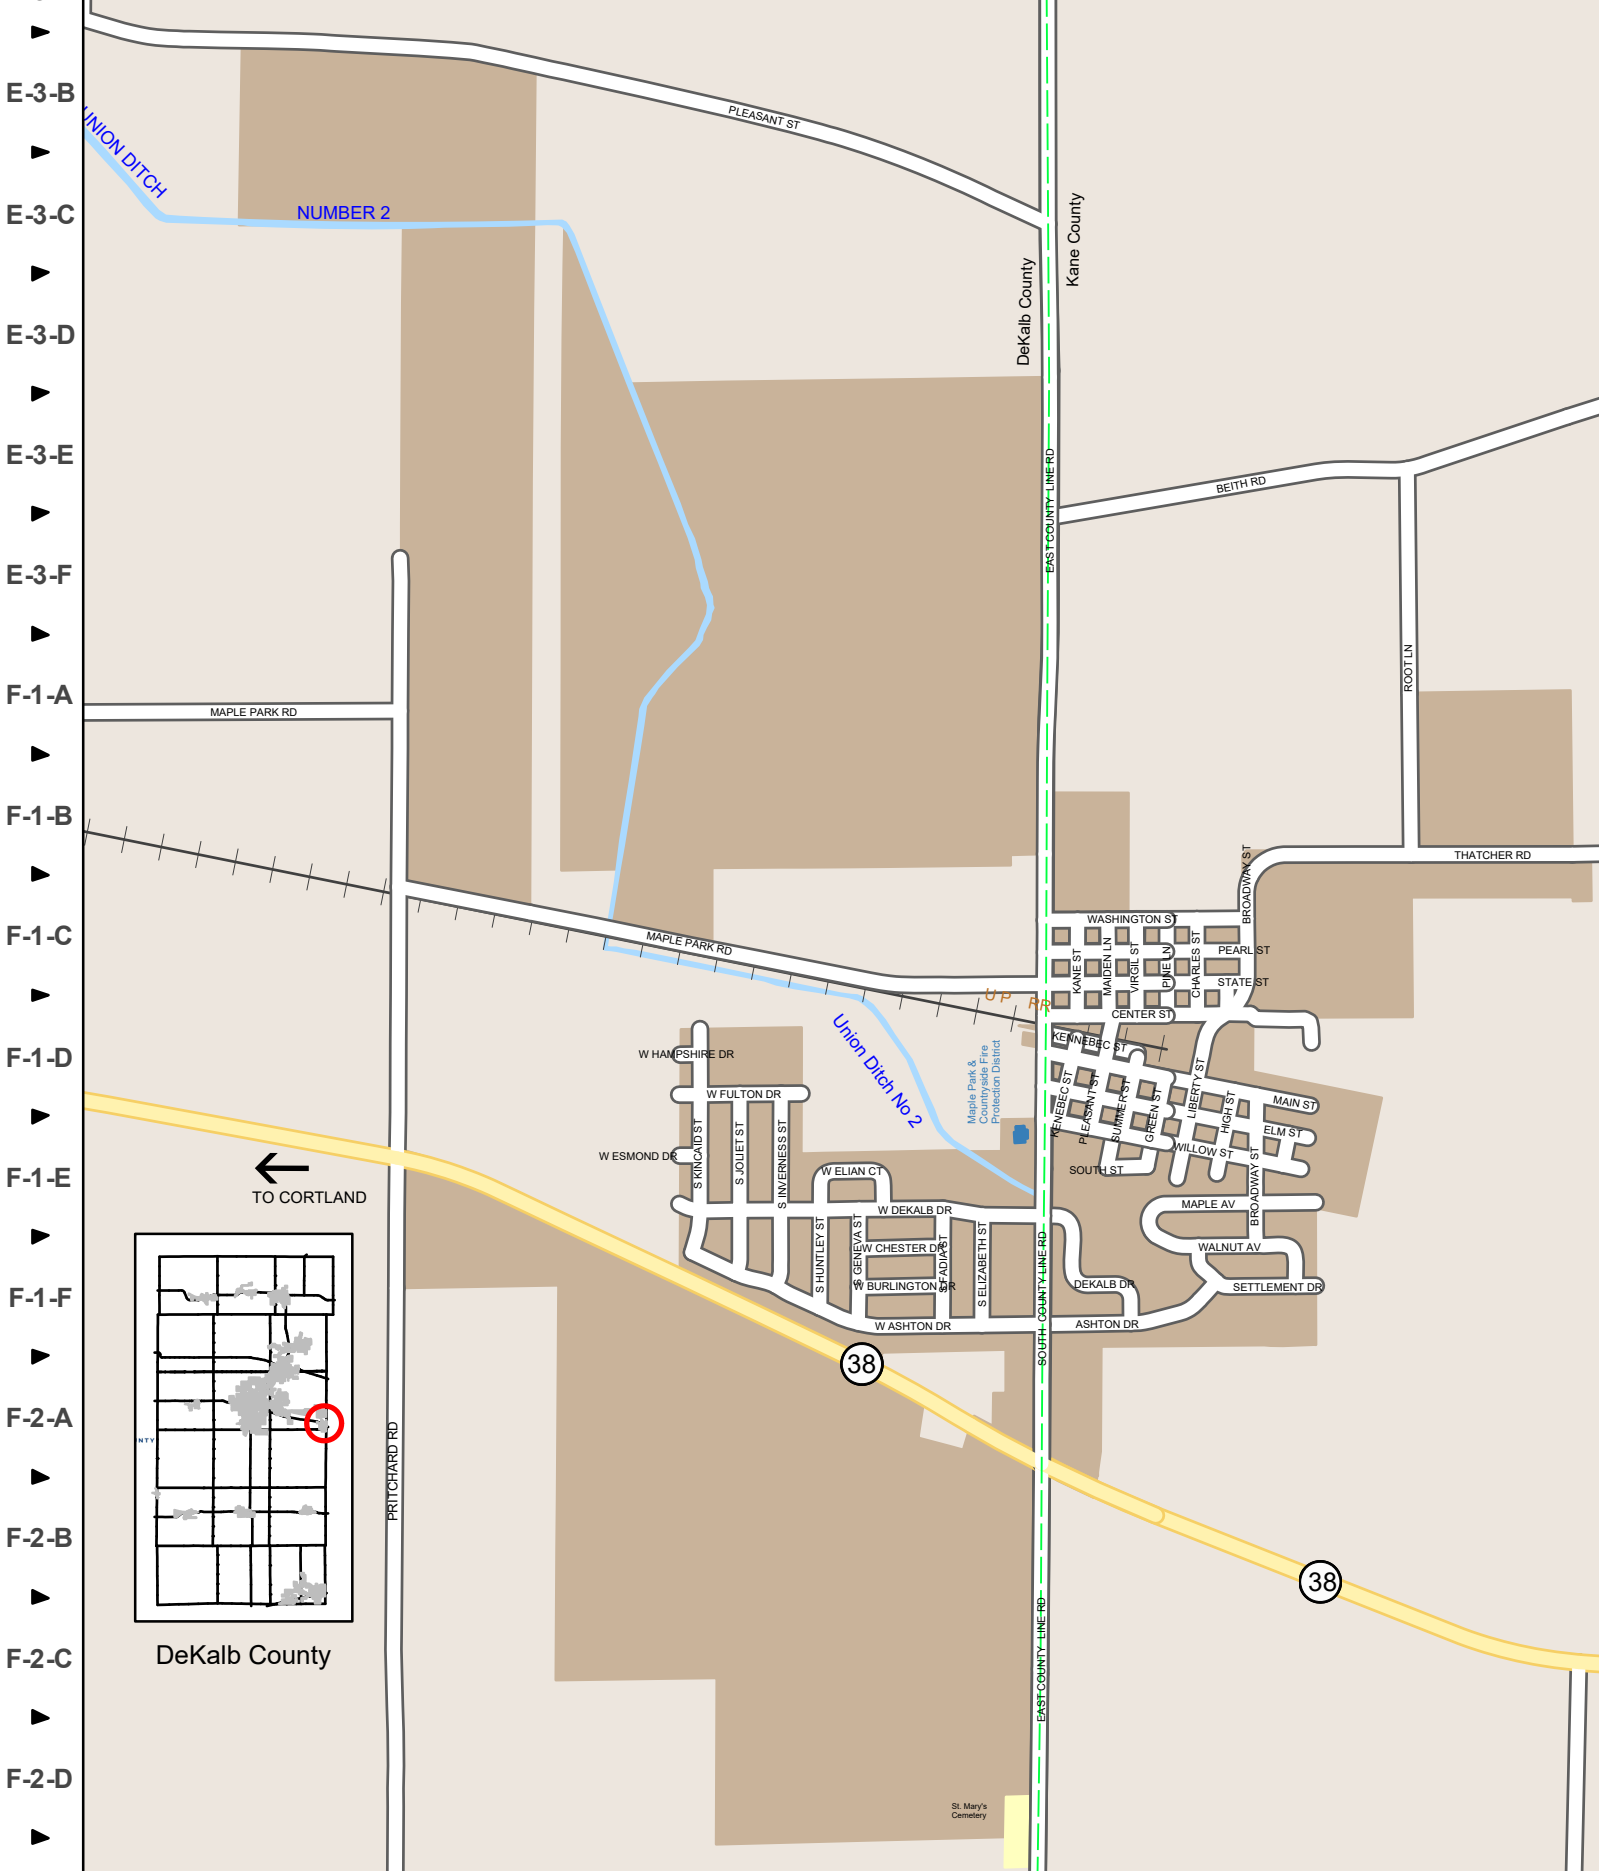 E-3-B
PLEASANT ST
UNION DITCH
NUMBER 2
E-3-C
Kane County
DeKalb County
E-3-D
E-3-E
EAST COUNTY LINE RD
BEITH RD
E-3-F
ROOT LN
F-1-A
MAPLE PARK RD
F-1-B
THATCHER RD
BROADWAY ST
WASHINGTON ST
F-1-C
MAPLE PARK RD
KANE ST
MAIDEN LN
VIRGIL ST
PINE LN
CHARLES ST
PEARL ST
STATE ST
U P RR
CENTER ST
Union Ditch No 2
KENNEBEC ST
Maple Park &
Countryside Fire
Protection District
F-1-D
W HAMPSHIRE DR
W FULTON DR
KENEBEC ST
PLEASANT ST
SUMMER ST
GREEN ST
LIBERTY ST
HIGH ST
MAIN ST
ELM ST
WILLOW ST
SOUTH ST
BROADWAY ST
W ESMOND DR
S KINCAID ST
S JOLIET ST
S INVERNESS ST
F-1-E
W ELIAN CT
TO CORTLAND
W DEKALB DR
MAPLE AV
WALNUT AV
S HUNTLEY ST
S GENEVA ST
W CHESTER DR
S FADIA ST
S ELIZABETH ST
W BURLINGTON DR
SOUTH COUNTY LINE RD
DEKALB DR
SETTLEMENT DR
F-1-F
W ASHTON DR
ASHTON DR
38
F-2-A
NTY
PRITCHARD RD
F-2-B
38
EAST COUNTY LINE RD
F-2-C
DeKalb County
F-2-D
St. Mary's
Cemetery